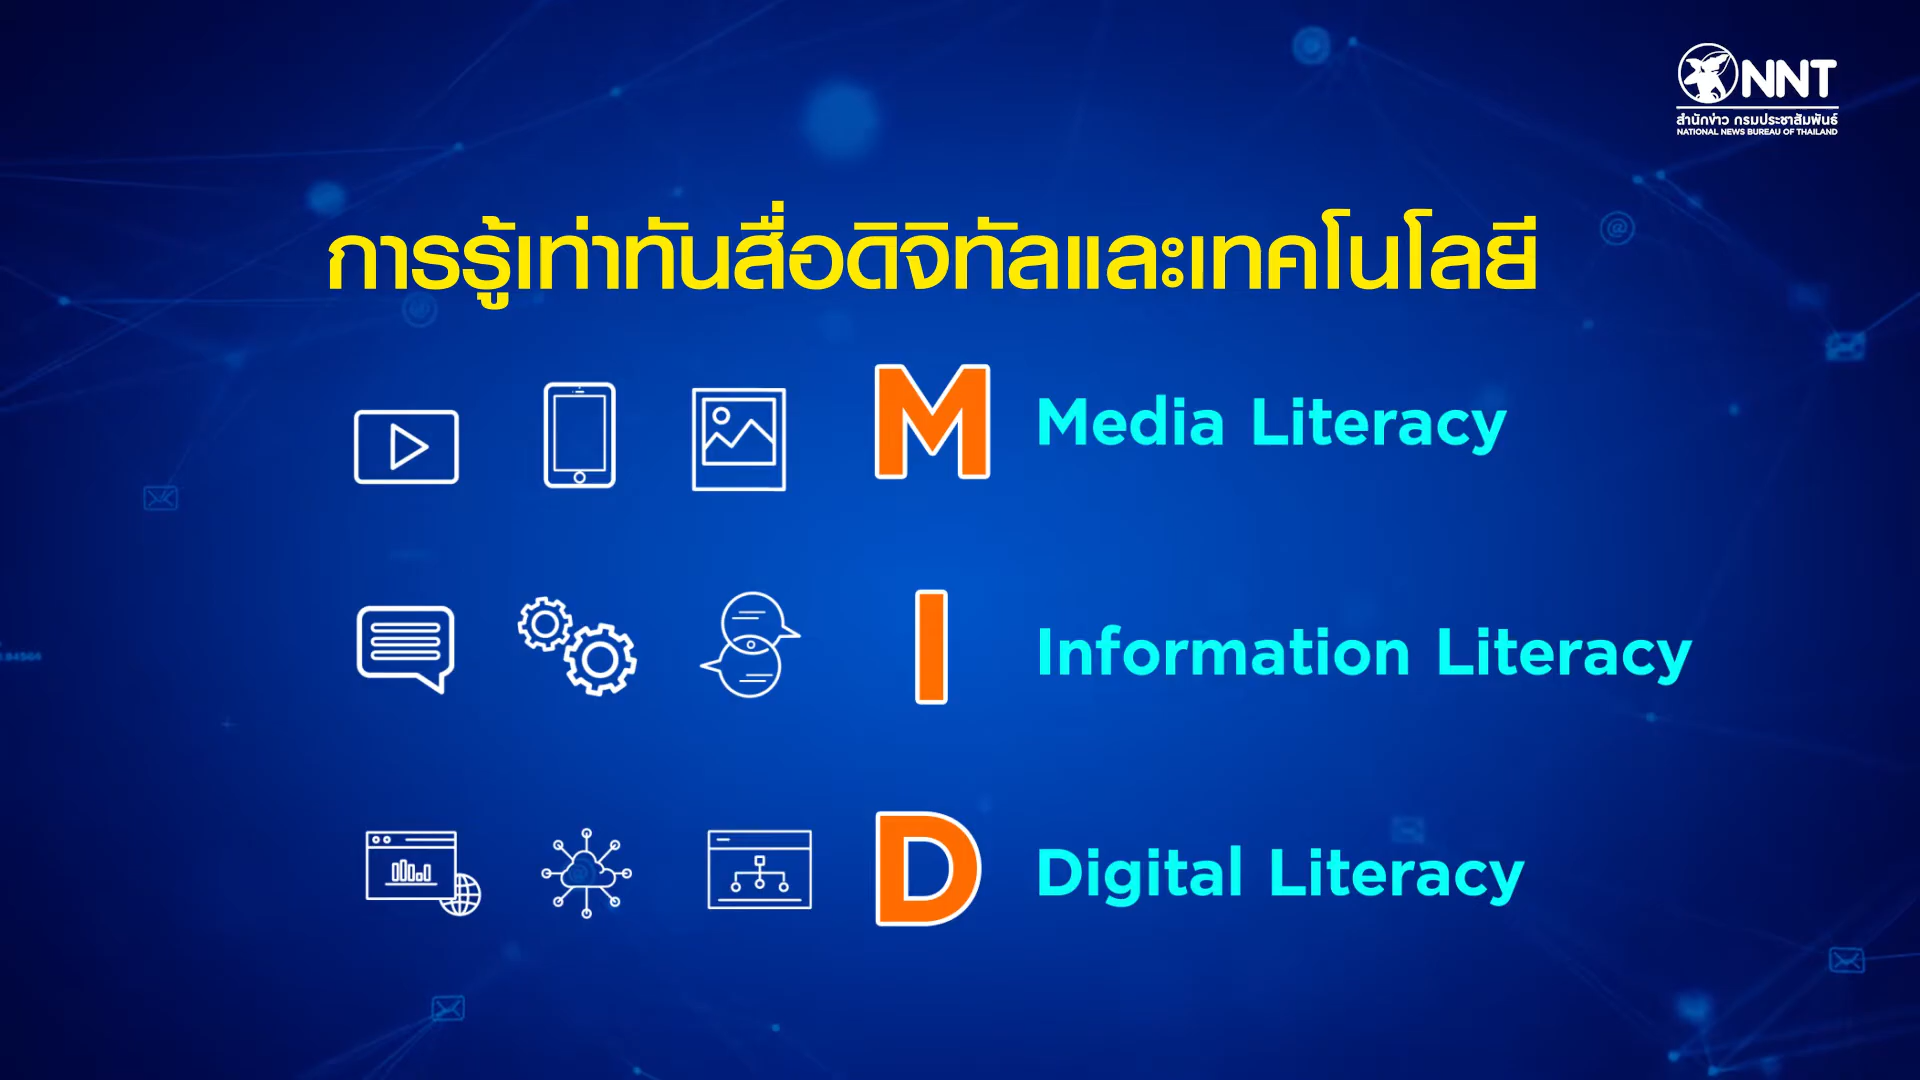 NNT
สำนักข่าว กรมประชาสัมพันธ์
NATIONAL NEWS BUREAU OF THAILAND
การรู้เท่าทันสื่อดิจิทัลและเทคโนโลยี
M Media Literacy
I Information Literacy
D Digital Literacy